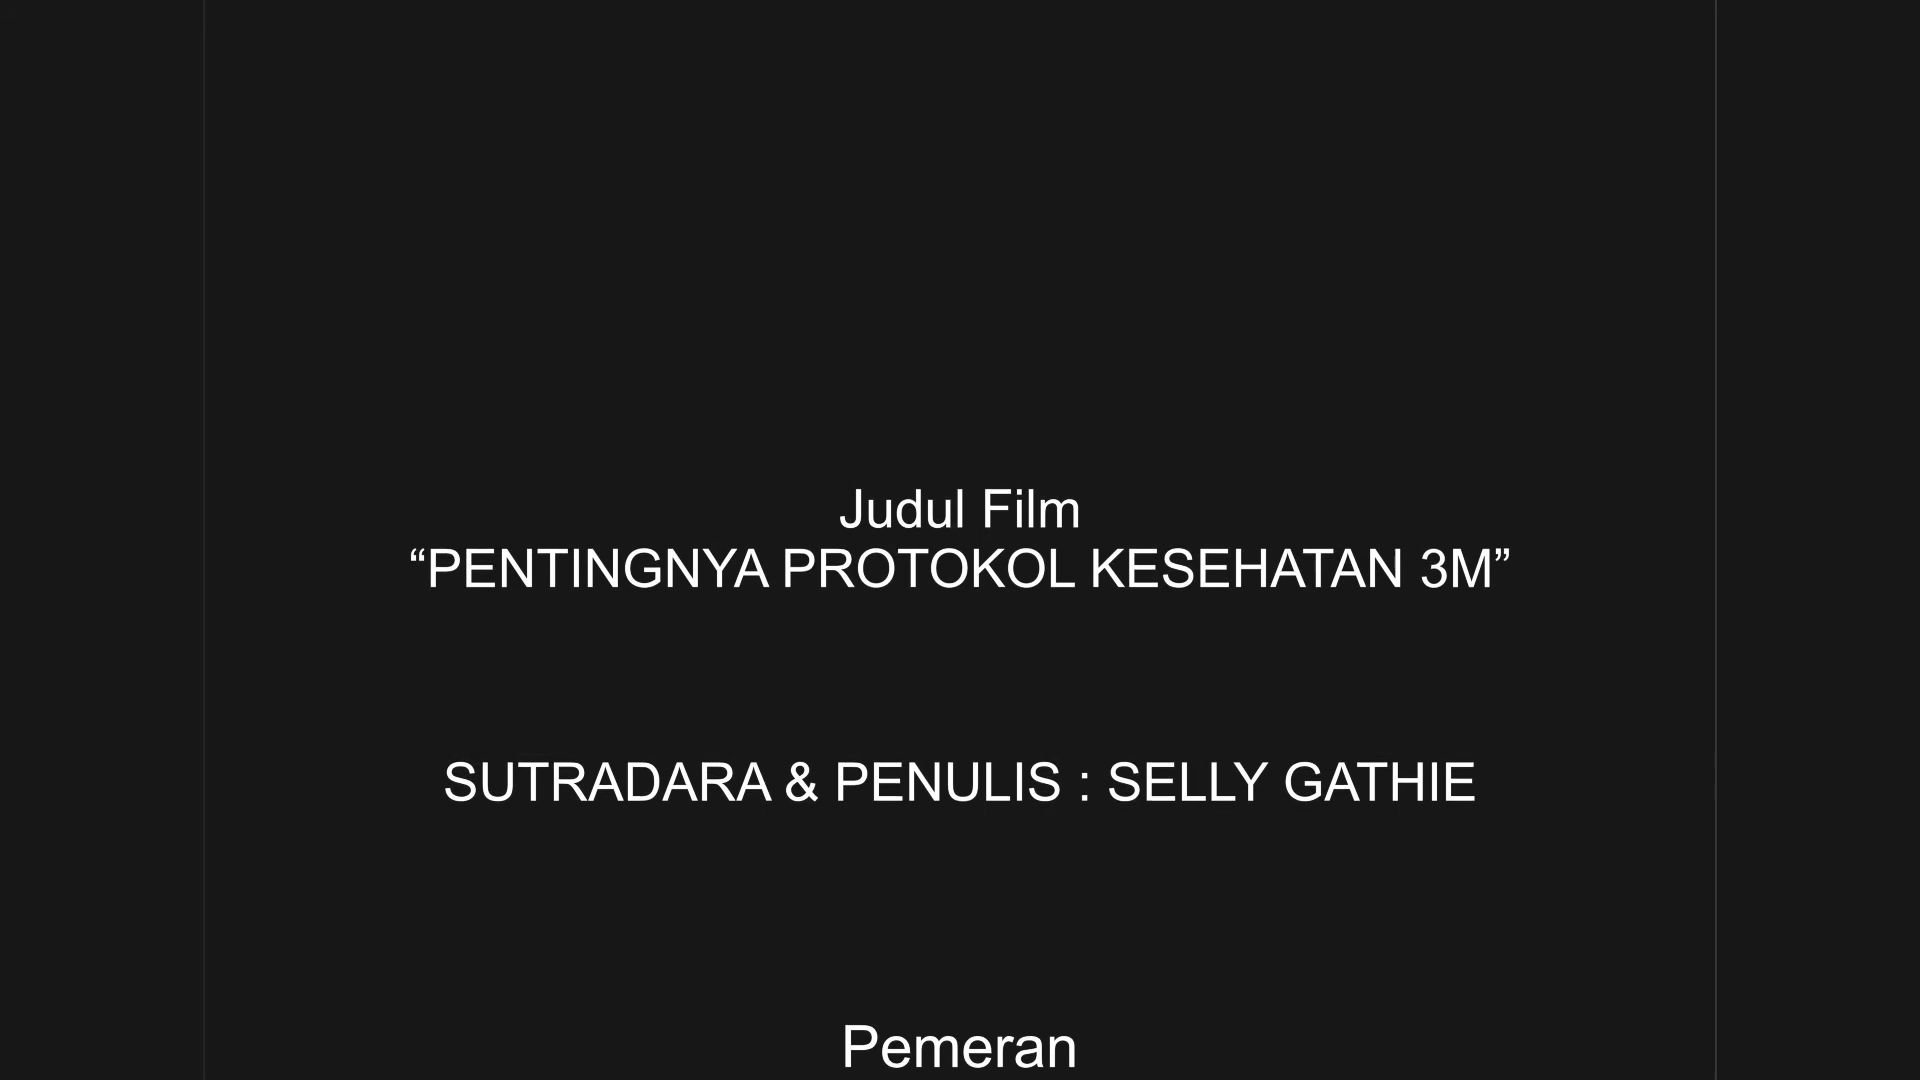 Judul Film
“PENTINGNYA PROTOKOL KESEHATAN 3M”
SUTRADARA & PENULIS : SELLY GATHIE
Pemeran